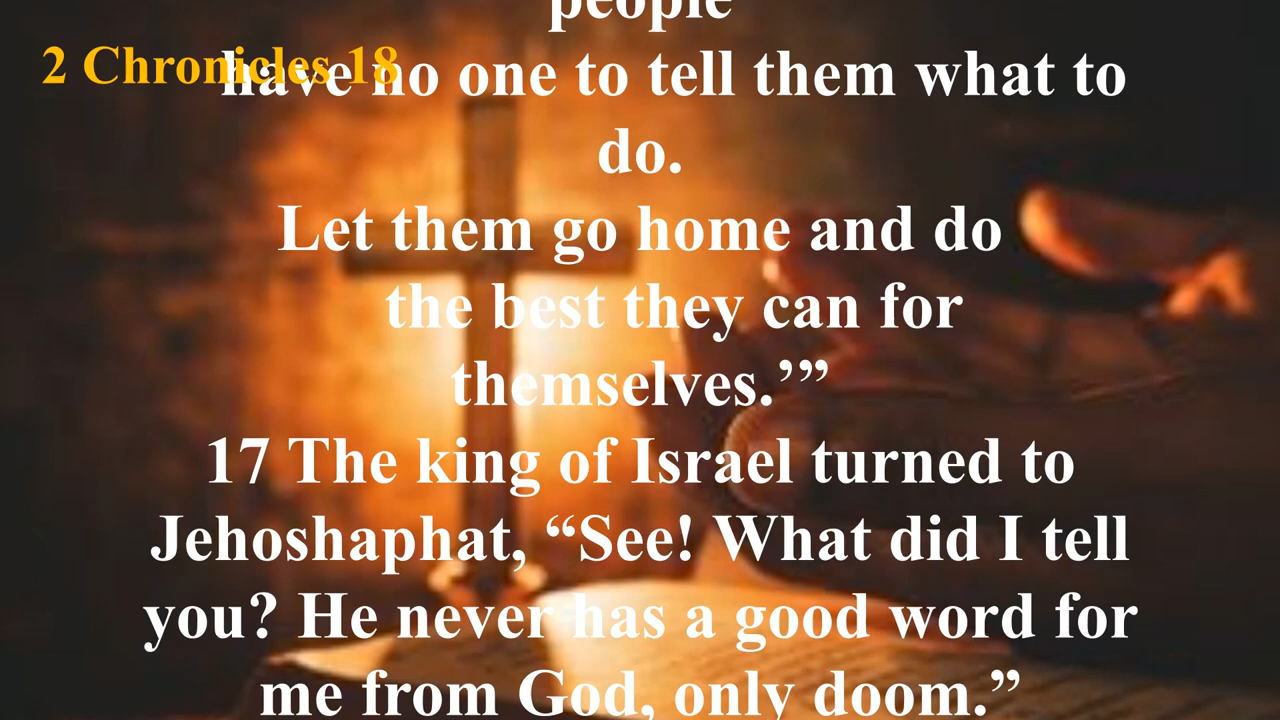 people
2 Chronicles 18
have no one to tell them what to
do.
Let them go home and do
the best they can for
themselves.’”
17 The king of Israel turned to
Jehoshaphat, “See! What did I tell
you? He never has a good word for
me from God, only doom.”